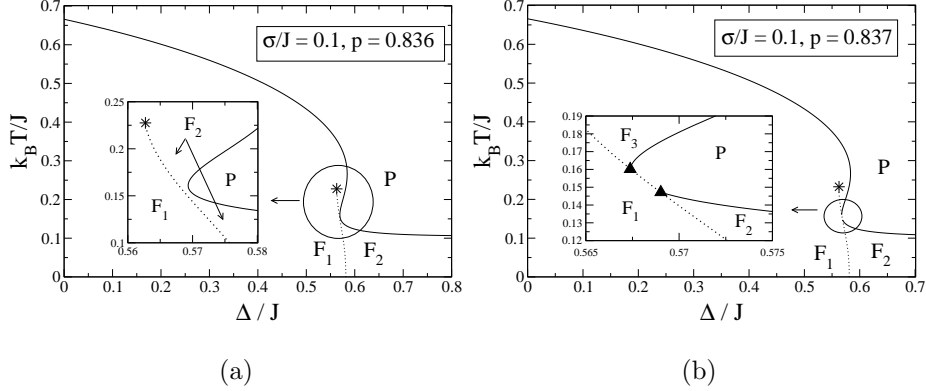 σ/J = 0.1, p = 0.836
k_B T/J
0.7
0.6
0.5
0.4
0.3
0.2
0.1
0
0.25
0.2
0.15
0.1
0.56
0.57
0.58
F_2
P
F_1
P
F_1
F_2
0 0.1 0.2 0.3 0.4 0.5 0.6 0.7 0.8
Δ / J
(a)
σ/J = 0.1, p = 0.837
k_B T/J
0.7
0.6
0.5
0.4
0.3
0.2
0.1
0
0.19
0.18
0.17
0.16
0.15
0.14
0.13
0.12
0.565
0.57
0.575
F_3
P
F_1
F_2
P
F_1
F_2
0 0.1 0.2 0.3 0.4 0.5 0.6 0.7
Δ / J
(b)